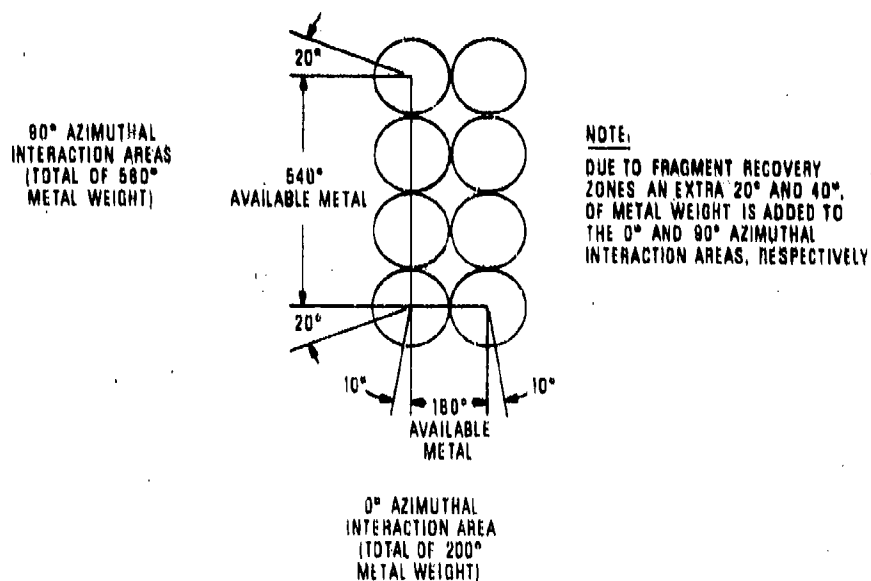 20°
90° AZIMUTHAL
INTERACTION AREAS
(TOTAL OF 580°
METAL WEIGHT)
540°
AVAILABLE METAL
NOTE:
DUE TO FRAGMENT RECOVERY
ZONES AN EXTRA 20° AND 40°,
OF METAL WEIGHT IS ADDED TO
THE 0° AND 90° AZIMUTHAL
INTERACTION AREAS, RESPECTIVELY
20°
10°
180°
10°
AVAILABLE
METAL
0° AZIMUTHAL
INTERACTION AREA
(TOTAL OF 200°
METAL WEIGHT)